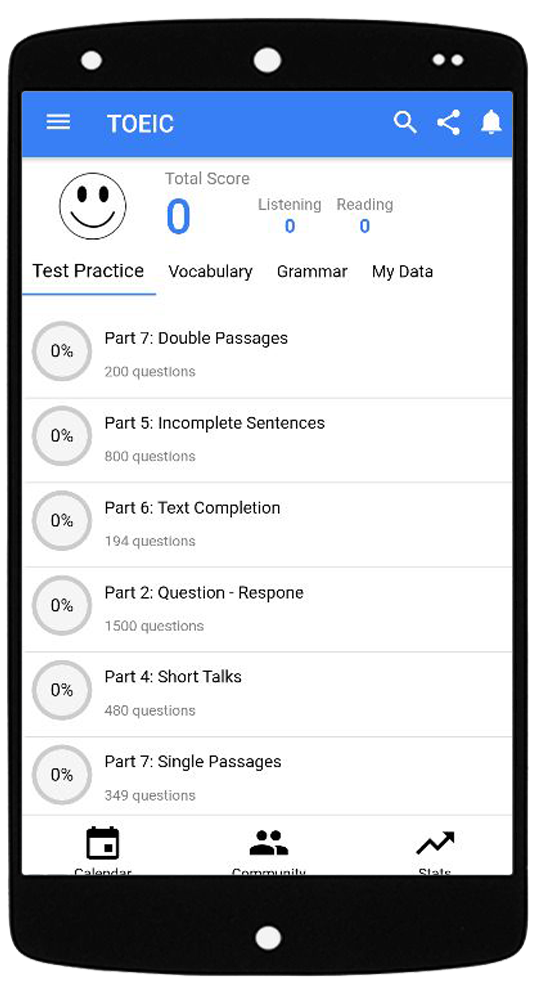 TOEIC
Total Score
0
Listening Reading
0 0
Test Practice Vocabulary Grammar My Data
0% Part 7: Double Passages
200 questions
0% Part 5: Incomplete Sentences
800 questions
0% Part 6: Text Completion
194 questions
0% Part 2: Question - Respone
1500 questions
0% Part 4: Short Talks
480 questions
0% Part 7: Single Passages
349 questions
Calendar Community Stats